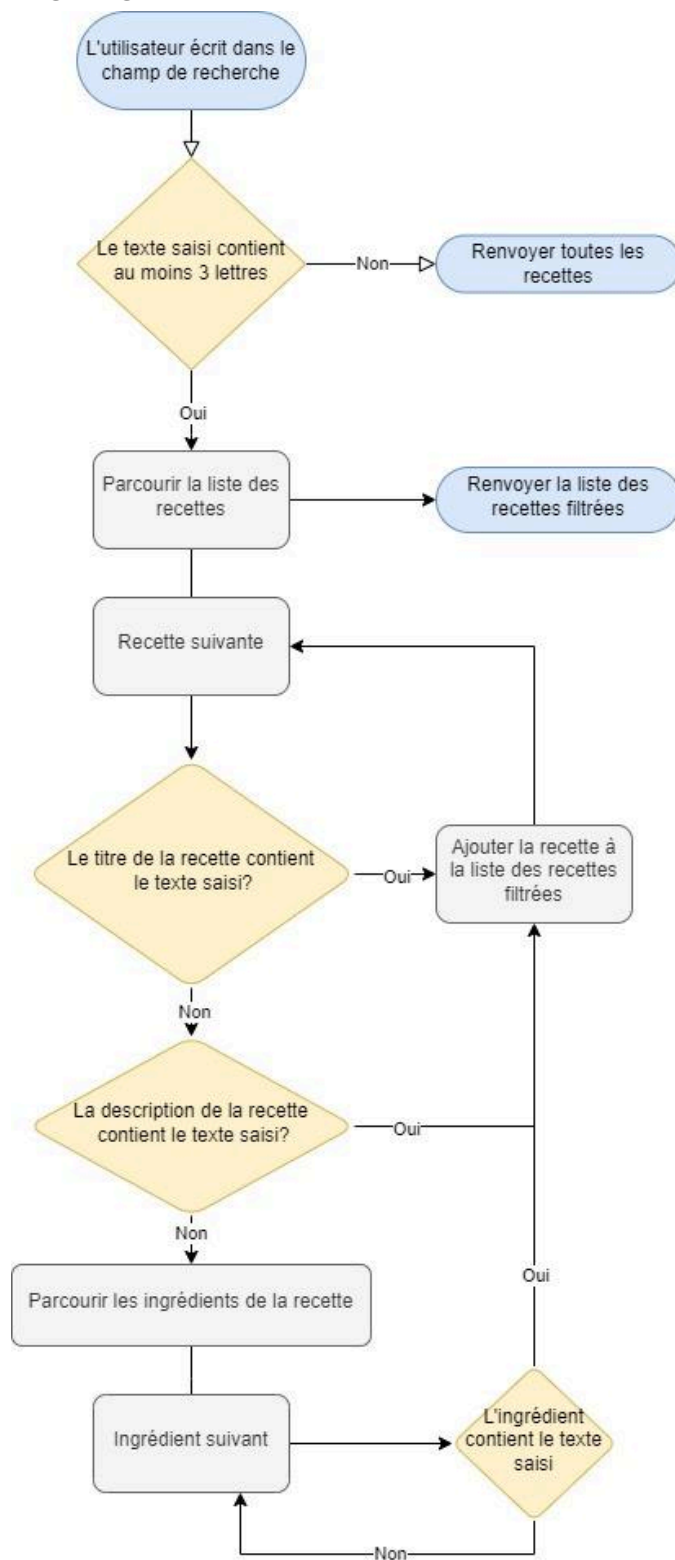 L'utilisateur écrit dans le
champ de recherche
Le texte saisi contient
au moins 3 lettres
Non
Renvoyer toutes les
recettes
Oui
Parcourir la liste des
recettes
Renvoyer la liste des
recettes filtrées
Recette suivante
Le titre de la recette contient
le texte saisi?
Oui
Ajouter la recette à
la liste des recettes
filtrées
Non
La description de la recette
contient le texte saisi?
Oui
Non
Parcourir les ingrédients de la recette
Oui
Ingrédient suivant
L'ingrédient
contient le texte
saisi
Non